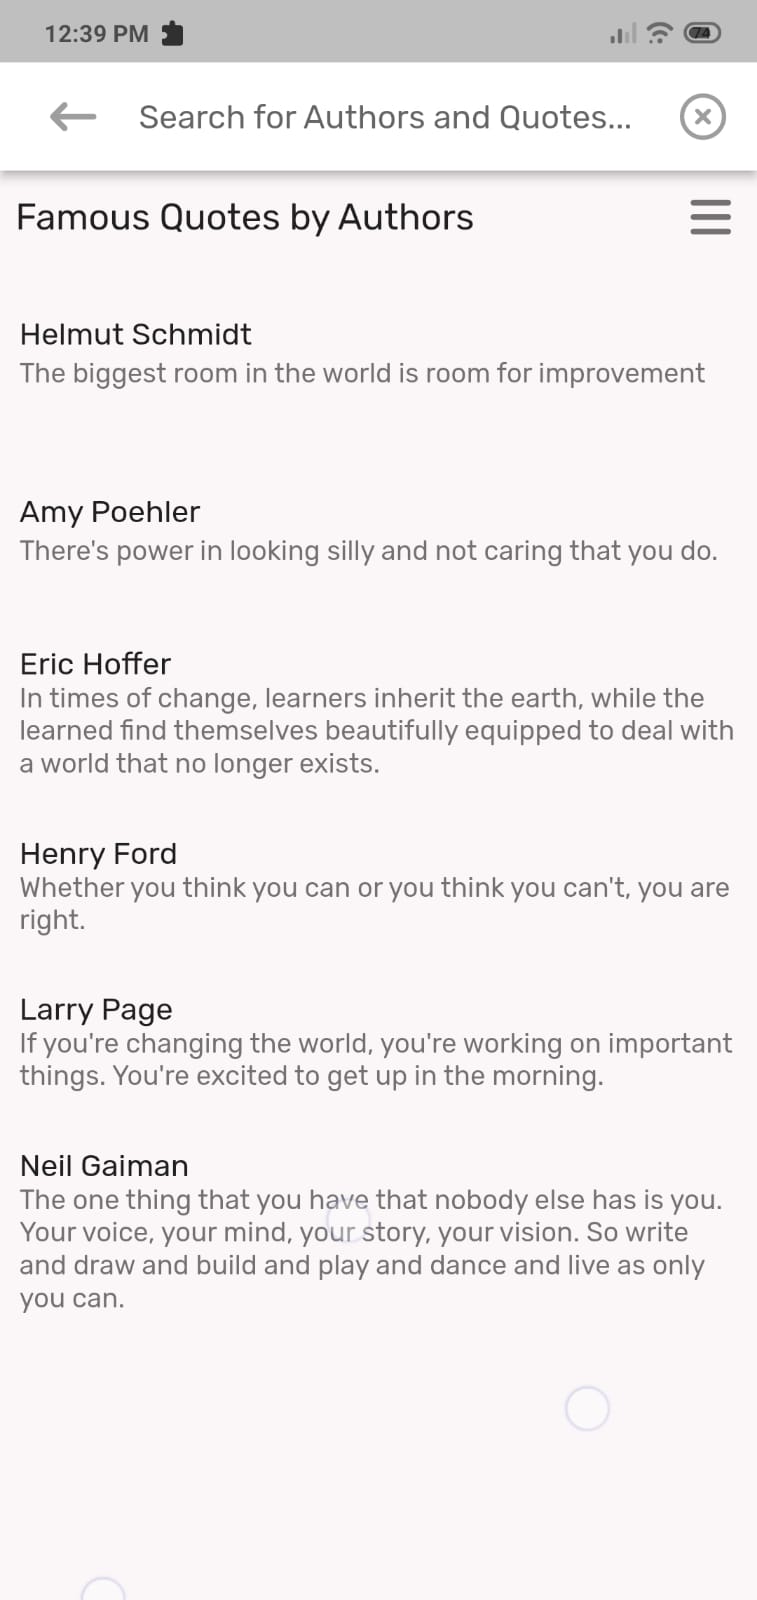 12:39 PM
74
Search for Authors and Quotes...
Famous Quotes by Authors
Helmut Schmidt
The biggest room in the world is room for improvement
Amy Poehler
There's power in looking silly and not caring that you do.
Eric Hoffer
In times of change, learners inherit the earth, while the
learned find themselves beautifully equipped to deal with
a world that no longer exists.
Henry Ford
Whether you think you can or you think you can't, you are
right.
Larry Page
If you're changing the world, you're working on important
things. You're excited to get up in the morning.
Neil Gaiman
The one thing that you have that nobody else has is you.
Your voice, your mind, your story, your vision. So write
and draw and build and play and dance and live as only
you can.